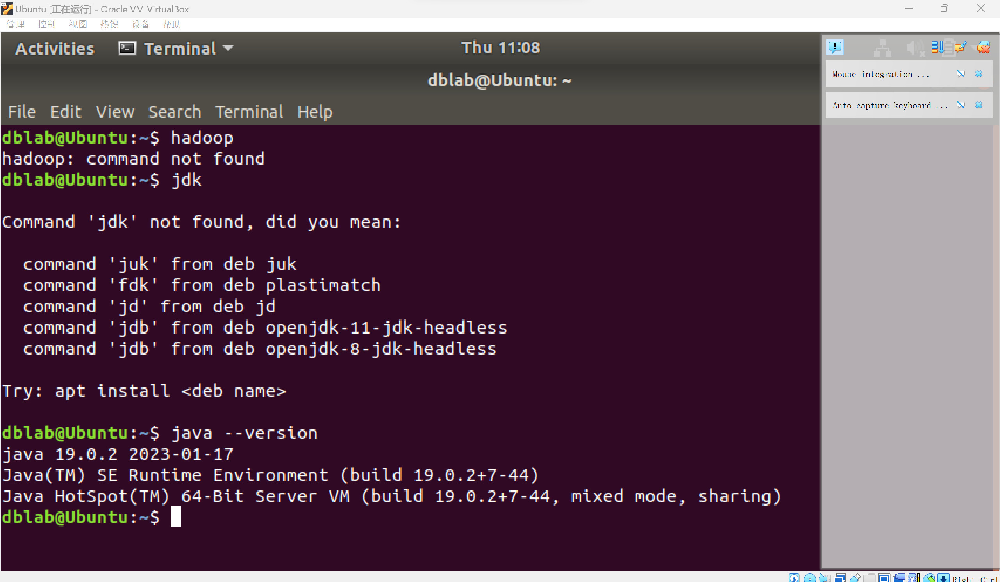 Ubuntu [正在运行] - Oracle VM VirtualBox
管理 控制 视图 热键 设备 帮助
Activities Terminal Thu 11:08
dblab@Ubuntu: ~
Mouse integration ...
Auto capture keyboard ...
File Edit View Search Terminal Help
dblab@Ubuntu:~$ hadoop
hadoop: command not found
dblab@Ubuntu:~$ jdk
Command 'jdk' not found, did you mean:
command 'juk' from deb juk
command 'fdk' from deb plastimatch
command 'jd' from deb jd
command 'jdb' from deb openjdk-11-jdk-headless
command 'jdb' from deb openjdk-8-jdk-headless
Try: apt install <deb name>
dblab@Ubuntu:~$ java --version
java 19.0.2 2023-01-17
Java(TM) SE Runtime Environment (build 19.0.2+7-44)
Java HotSpot(TM) 64-Bit Server VM (build 19.0.2+7-44, mixed mode, sharing)
dblab@Ubuntu:~$
Right Ctrl